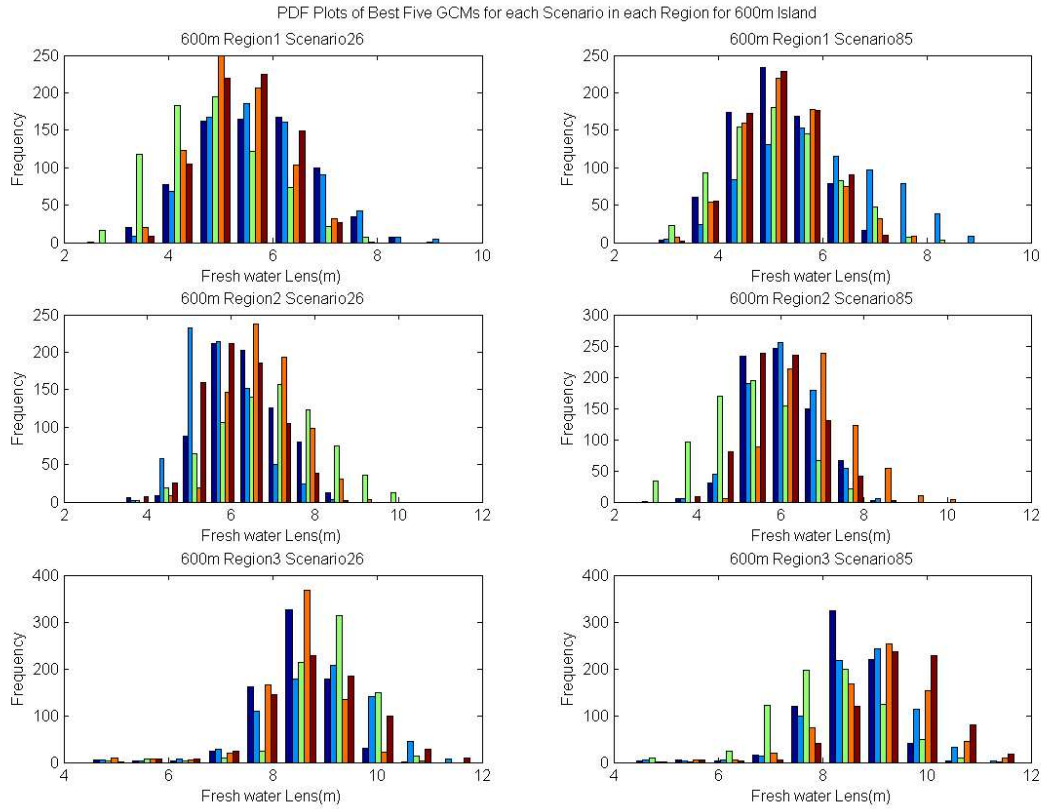 PDF Plots of Best Five GCMs for each Scenario in each Region for 600m Island
600m Region1 Scenario26
250
200
150
100
50
0
Frequency
2 4 6 8 10
Fresh water Lens(m)
600m Region1 Scenario85
250
200
150
100
50
0
Frequency
2 4 6 8 10
Fresh water Lens(m)
600m Region2 Scenario26
250
200
150
100
50
0
Frequency
2 4 6 8 10 12
Fresh water Lens(m)
600m Region2 Scenario85
300
250
200
150
100
50
0
Frequency
2 4 6 8 10 12
Fresh water Lens(m)
600m Region3 Scenario26
400
300
200
100
0
Frequency
4 6 8 10 12
Fresh water Lens(m)
600m Region3 Scenario85
400
300
200
100
0
Frequency
4 6 8 10 12
Fresh water Lens(m)